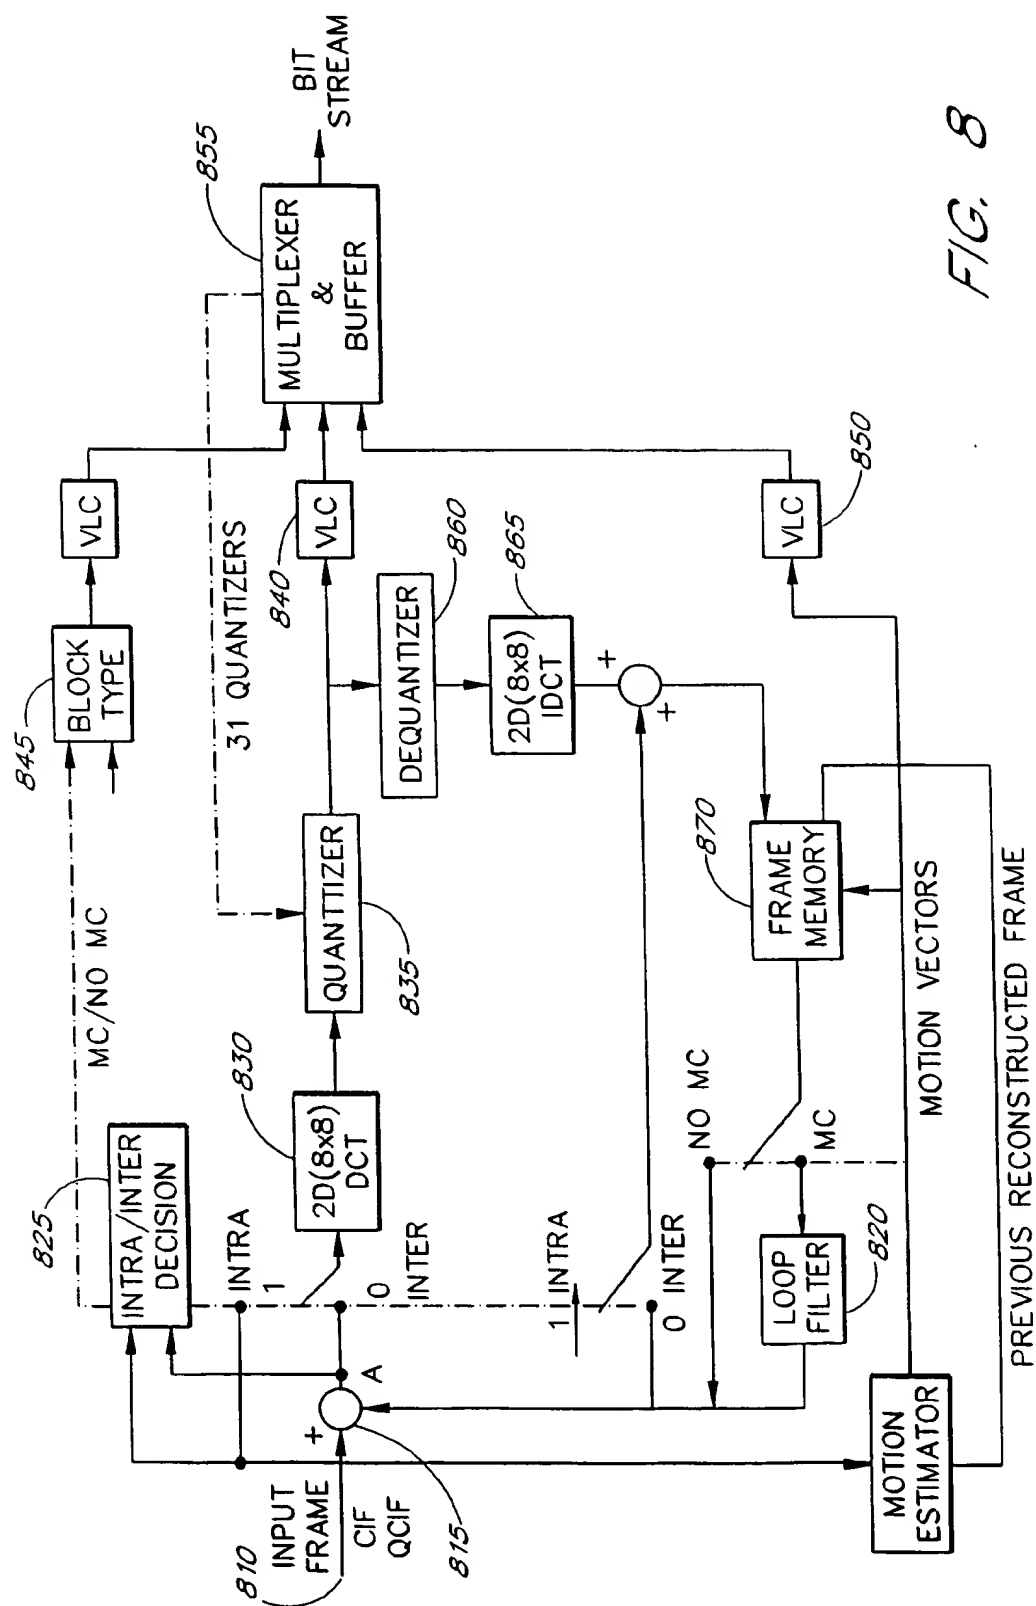 810
INPUT
FRAME
CIF
QCIF
815
+
A
825
INTRA/INTER
DECISION
INTRA
1
0
INTER
830
2D(8x8)
DCT
MC/NO MC
845
BLOCK
TYPE
VLC
31 QUANTIZERS
QUANTIZER
835
840
VLC
DEQUANTIZER
860
2D(8x8)
IDCT
865
+
+
855
MULTIPLEXER
&
BUFFER
BIT
STREAM
1 INTRA
0 INTER
NO MC
MC
LOOP
FILTER
820
FRAME
MEMORY
870
VLC
850
MOTION
ESTIMATOR
MOTION VECTORS
PREVIOUS RECONSTRUCTED FRAME
FIG. 8